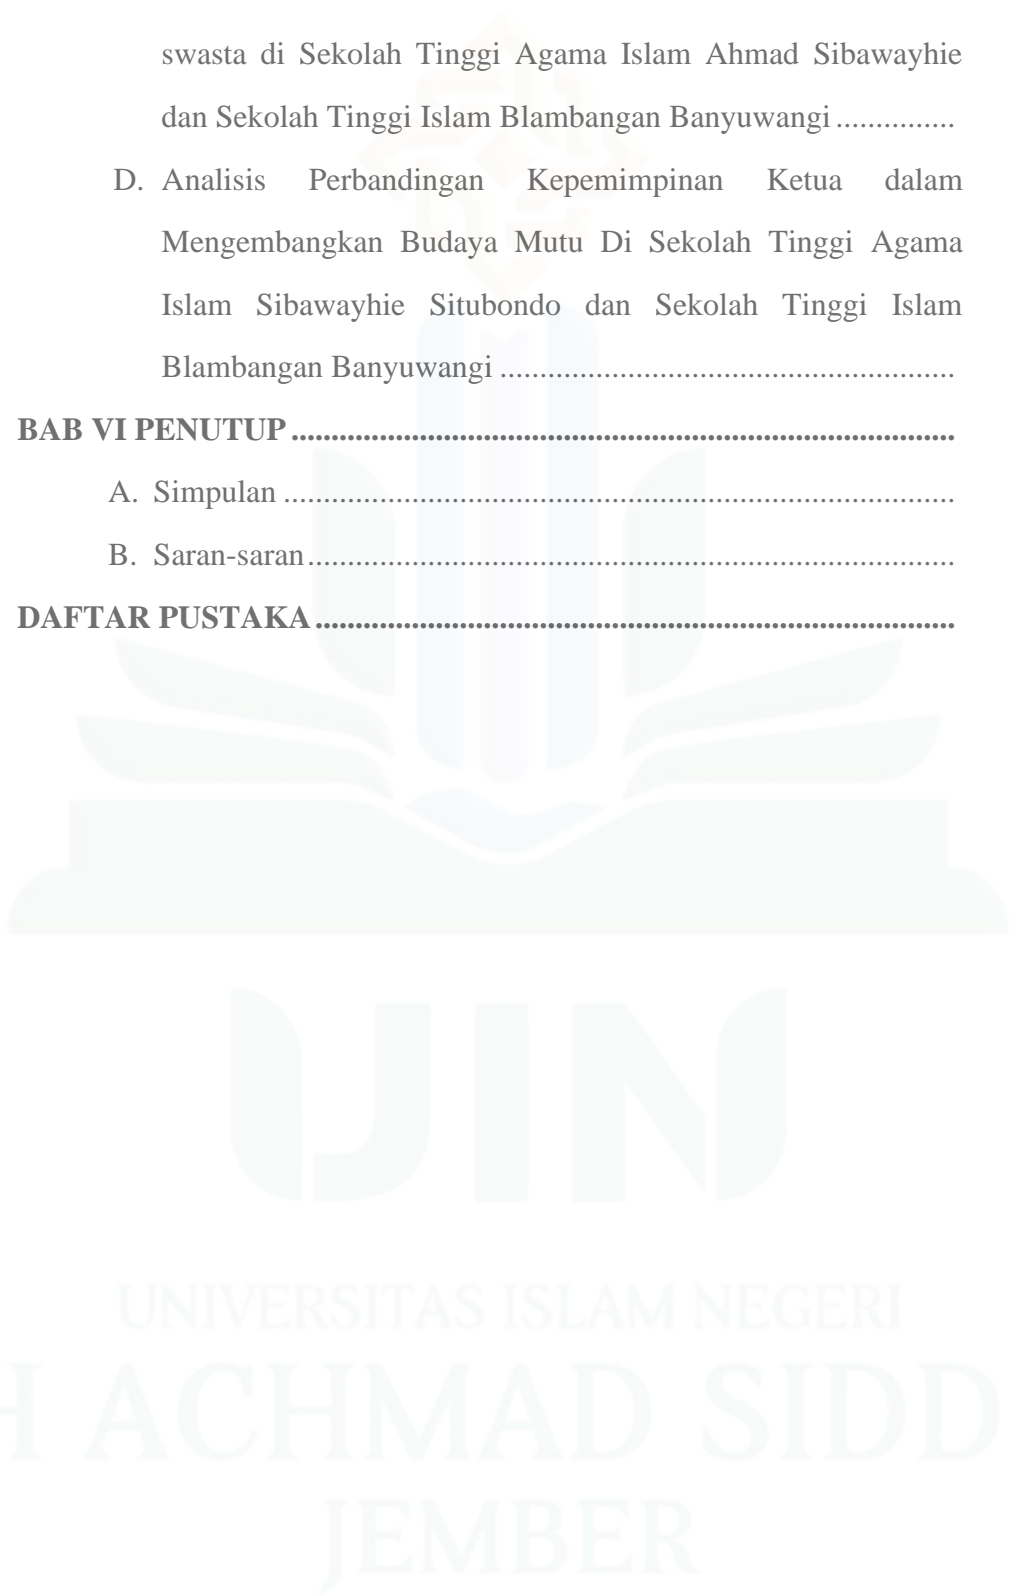 swasta di Sekolah Tinggi Agama Islam Ahmad Sibawayhie
dan Sekolah Tinggi Islam Blambangan Banyuwangi ...............
D. Analisis Perbandingan Kepemimpinan Ketua dalam
Mengembangkan Budaya Mutu Di Sekolah Tinggi Agama
Islam Sibawayhie Situbondo dan Sekolah Tinggi Islam
Blambangan Banyuwangi .........................................................
BAB VI PENUTUP ...................................................................................
A. Simpulan ....................................................................................
B. Saran-saran .................................................................................
DAFTAR PUSTAKA ................................................................................
UIN
UNIVERSITAS ISLAM NEGERI
H ACHMAD SIDD
JEMBER